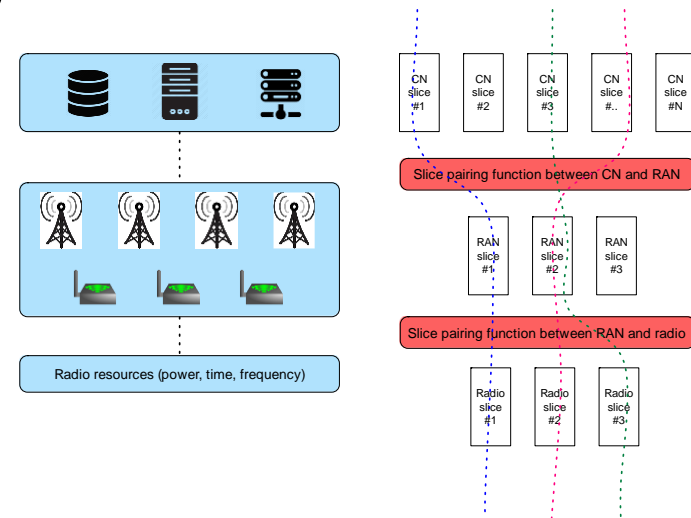 CN
slice
#1
CN
slice
#2
CN
slice
#3
CN
slice
#..
CN
slice
#N
Slice pairing function between CN and RAN
RAN
slice
#1
RAN
slice
#2
RAN
slice
#3
Slice pairing function between RAN and radio
Radio resources (power, time, frequency)
Radio
slice
#1
Radio
slice
#2
Radio
slice
#3